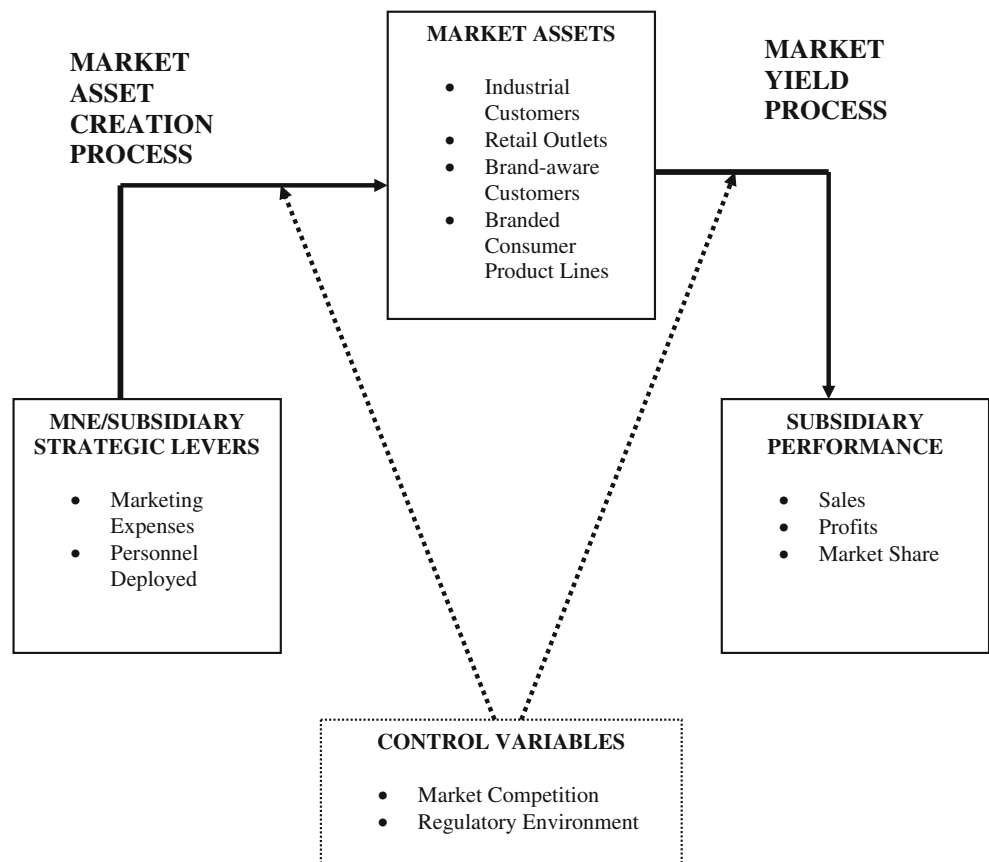 MARKET
ASSET
CREATION
PROCESS
MARKET ASSETS
• Industrial
Customers
• Retail Outlets
• Brand-aware
Customers
• Branded
Consumer
Product Lines
MARKET
YIELD
PROCESS
MNE/SUBSIDIARY
STRATEGIC LEVERS
• Marketing
Expenses
• Personnel
Deployed
SUBSIDIARY
PERFORMANCE
• Sales
• Profits
• Market Share
CONTROL VARIABLES
• Market Competition
• Regulatory Environment